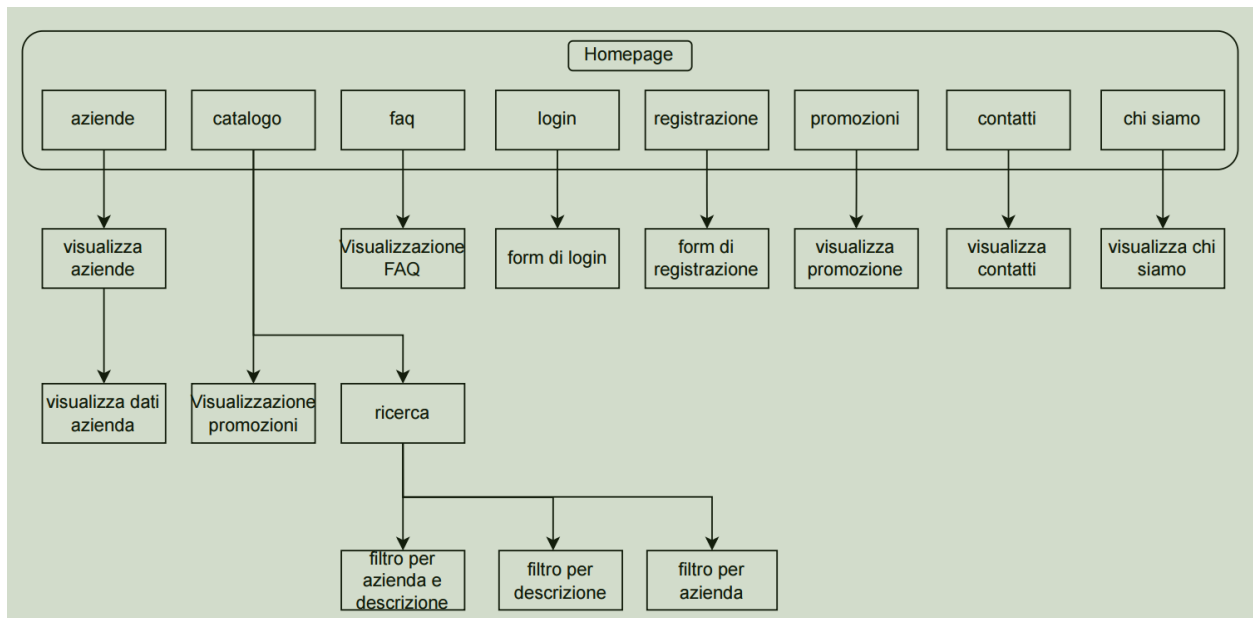 Homepage
aziende
catalogo
faq
login
registrazione
promozioni
contatti
chi siamo
visualizza
aziende
Visualizzazione
FAQ
form di login
form di
registrazione
visualizza
promozione
visualizza
contatti
visualizza chi
siamo
visualizza dati
azienda
Visualizzazione
promozioni
ricerca
filtro per
azienda e
descrizione
filtro per
descrizione
filtro per
azienda